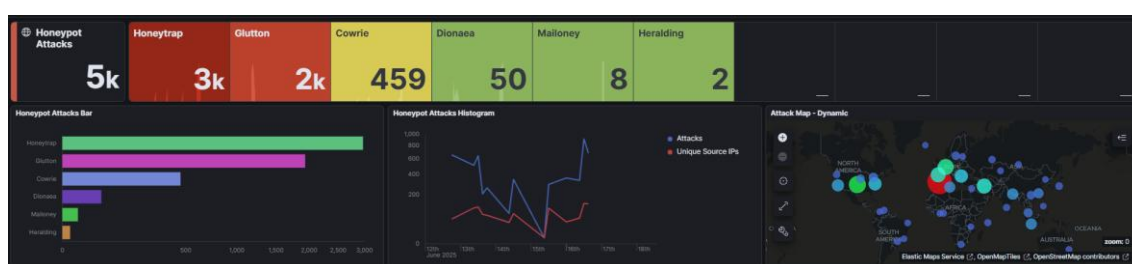 Honeypot Attacks
5k
Honeytrap
3k
Glutton
2k
Cowrie
459
Dionaea
50
Mailoney
8
Heralding
2
Honeypot Attacks Bar
Honeytrap
Glutton
Cowrie
Dionaea
Mailoney
Heralding
0 500 1,000 1,500 2,000 2,500 3,000
Honeypot Attacks Histogram
1,000
800
600
400
200
0
12th 13th 14th 15th 16th 17th 18th
June 2025
Attacks
Unique Source IPs
Attack Map - Dynamic
NORTH AMERICA
AFRICA
SOUTH
OCEANIA
AUSTRALIA
zoom: 0
Elastic Maps Service, OpenMapTiles, OpenStreetMap contributors